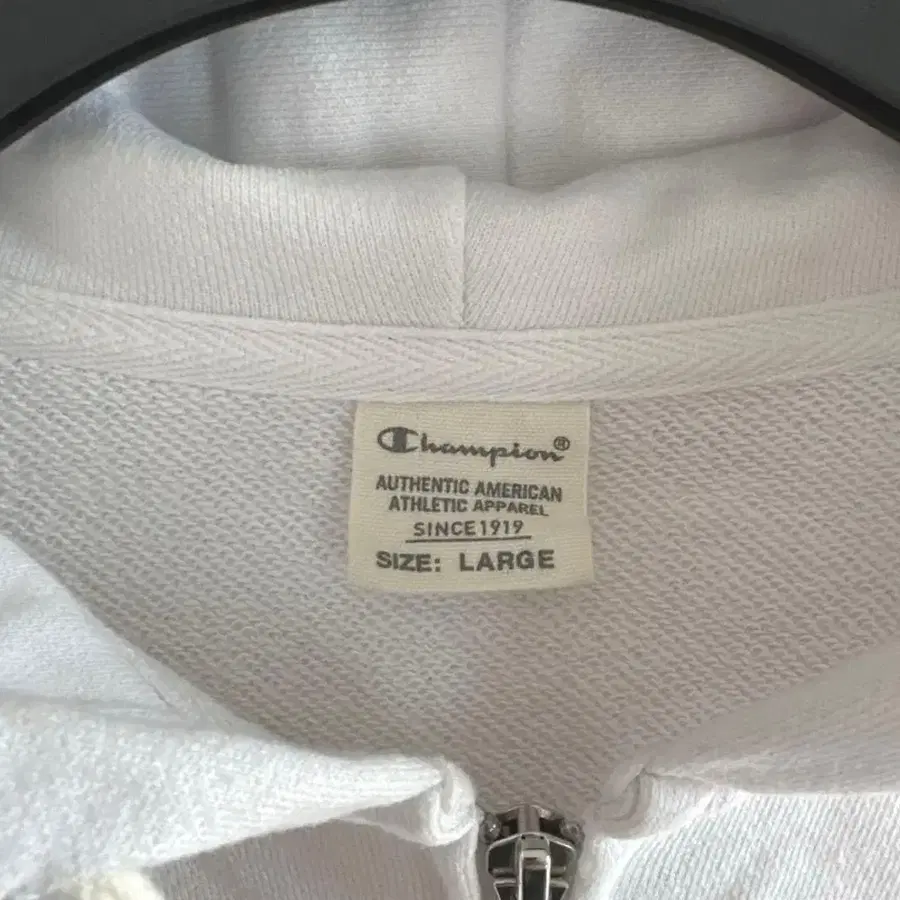 Champion®
AUTHENTIC AMERICAN
ATHLETIC APPAREL
SINCE 1919
SIZE: LARGE